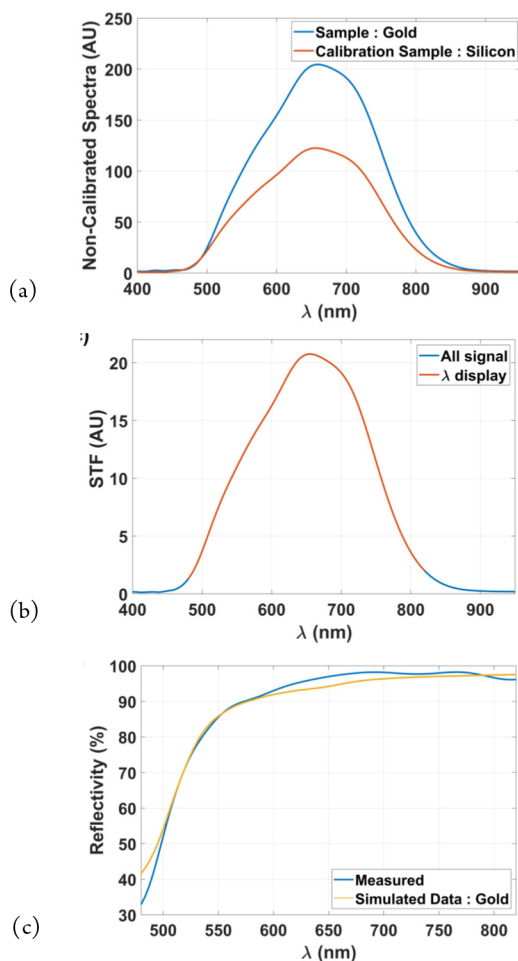 Non-Calibrated Spectra (AU)
250
200
150
100
50
0
Sample : Gold
Calibration Sample : Silicon
400 500 600 700 800 900
λ (nm)
(a)
STF (AU)
20
15
10
5
0
All signal
λ display
400 500 600 700 800 900
λ (nm)
(b)
Reflectivity (%)
100
90
80
70
60
50
40
30
Measured
Simulated Data : Gold
500 550 600 650 700 750 800
λ (nm)
(c)